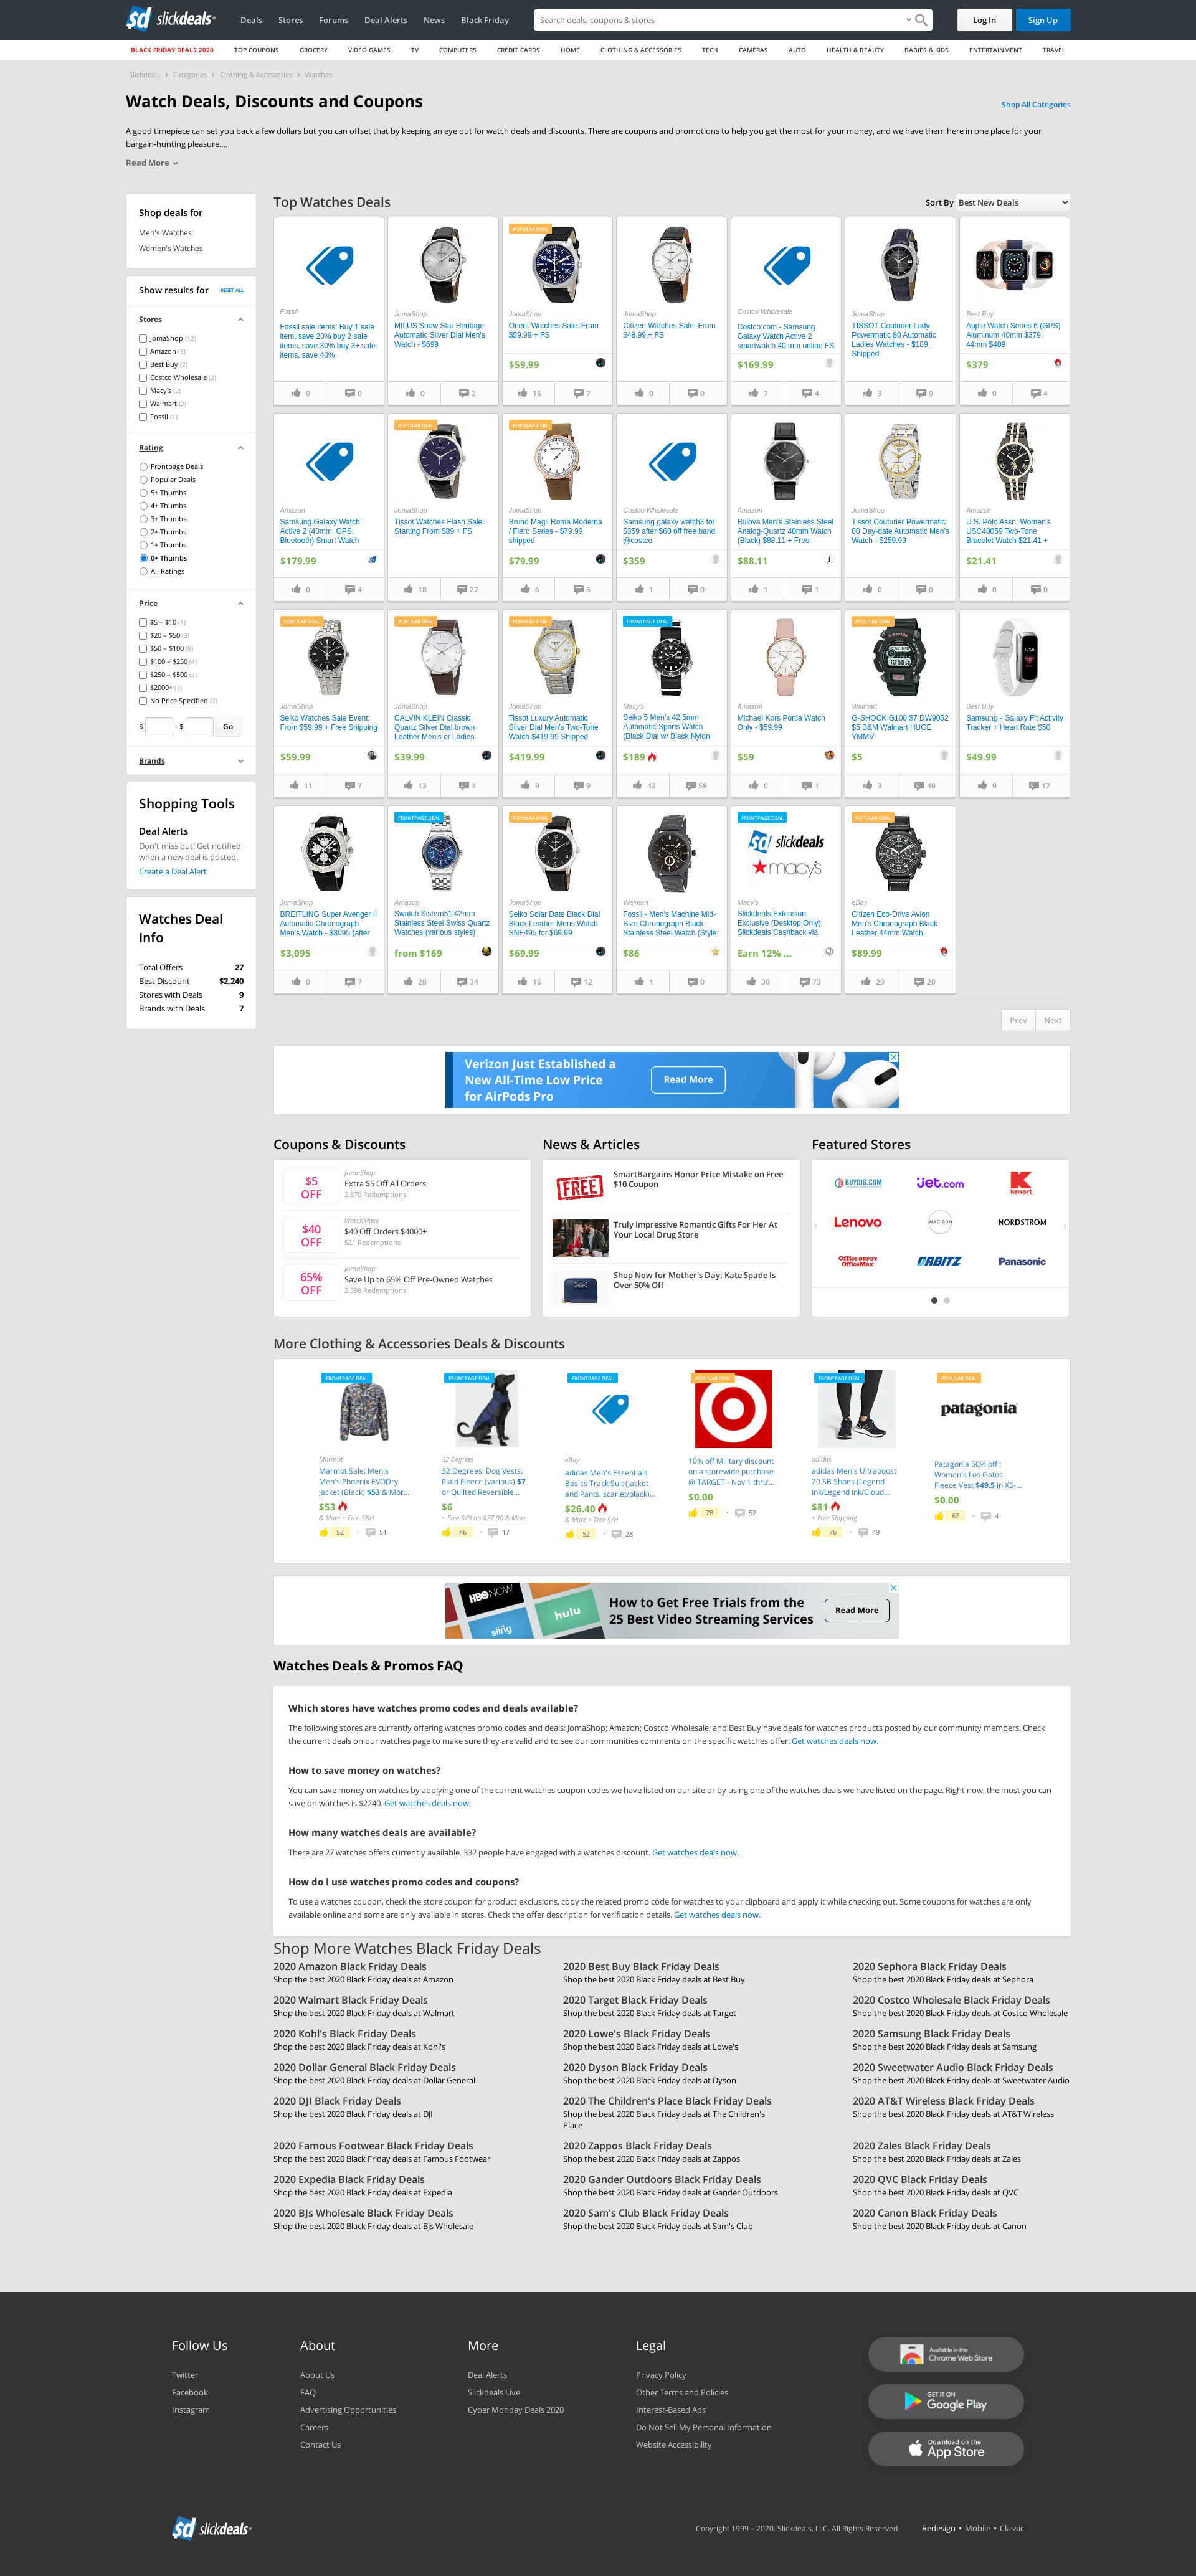 slickdeals
Deals Stores Forums Deal Alerts News Black Friday
Search deals, coupons & stores
Log In
Sign Up
BLACK FRIDAY DEALS 2020 TOP COUPONS GROCERY VIDEO GAMES TV COMPUTERS CREDIT CARDS HOME CLOTHING & ACCESSORIES TECH CAMERAS AUTO HEALTH & BEAUTY BABIES & KIDS ENTERTAINMENT TRAVEL
Slickdeals Categories Clothing & Accessories Watches
Watch Deals, Discounts and Coupons
Shop All Categories
A good timepiece can set you back a few dollars but you can offset that by keeping an eye out for watch deals and discounts. There are coupons and promotions to help you get the most for your money, and we have them here in one place for your
bargain-hunting pleasure....
Read More
Shop deals for
Men's Watches
Women's Watches
Show results for RESET ALL
Stores
JomaShop (12)
Amazon (5)
Best Buy (2)
Costco Wholesale (2)
Macy's (2)
Walmart (2)
Fossil (1)
Rating
Frontpage Deals
Popular Deals
5+ Thumbs
4+ Thumbs
3+ Thumbs
2+ Thumbs
1+ Thumbs
0+ Thumbs
All Ratings
Price
$5 – $10 (1)
$20 – $50 (3)
$50 – $100 (8)
$100 – $250 (4)
$250 – $500 (3)
$2000+ (1)
No Price Specified (7)
$ - $ Go
Brands
Shopping Tools
Deal Alerts
Don't miss out! Get notified
when a new deal is posted.
Create a Deal Alert
Watches Deal
Info
Total Offers 27
Best Discount $2,240
Stores with Deals 9
Brands with Deals 7
Top Watches Deals
Sort By Best New Deals
Fossil
Fossil sale items: Buy 1 sale
item, save 20% buy 2 sale
items, save 30% buy 3+ sale
items, save 40%
0 0
JomaShop
MILUS Snow Star Heritage
Automatic Silver Dial Men's
Watch - $699
0 2
POPULAR DEAL
JomaShop
Orient Watches Sale: From
$59.99 + FS
$59.99
16 7
JomaShop
Citizen Watches Sale: From
$48.99 + FS
0 0
Costco Wholesale
Costco.com - Samsung
Galaxy Watch Active 2
smartwatch 40 mm online FS
$169.99
7 4
JomaShop
TISSOT Couturier Lady
Powermatic 80 Automatic
Ladies Watches - $189
Shipped
3 0
Best Buy
Apple Watch Series 6 (GPS)
Aluminum 40mm $379,
44mm $409
$379
0 4
Amazon
Samsung Galaxy Watch
Active 2 (40mm, GPS,
Bluetooth) Smart Watch
$179.99
0 4
POPULAR DEAL
JomaShop
Tissot Watches Flash Sale:
Starting From $89 + FS
18 22
POPULAR DEAL
JomaShop
Bruno Magli Roma Moderna
/ Fiero Series - $79.99
shipped
$79.99
6 6
Costco Wholesale
Samsung galaxy watch3 for
$359 after $60 off free band
@costco
$359
1 0
Amazon
Bulova Men's Stainless Steel
Analog-Quartz 40mm Watch
(Black) $88.11 + Free
$88.11
1 1
JomaShop
Tissot Couturier Powermatic
80 Day-date Automatic Men's
Watch - $259.99
0 0
Amazon
U.S. Polo Assn. Women's
USC40059 Two-Tone
Bracelet Watch $21.41 +
$21.41
0 0
POPULAR DEAL
JomaShop
Seiko Watches Sale Event:
From $59.99 + Free Shipping
$59.99
11 7
POPULAR DEAL
JomaShop
CALVIN KLEIN Classic
Quartz Silver Dial brown
Leather Men's or Ladies
$39.99
13 4
POPULAR DEAL
JomaShop
Tissot Luxury Automatic
Silver Dial Men's Two-Tone
Watch $419.99 Shipped
$419.99
9 9
FRONTPAGE DEAL
Macy's
Seiko 5 Men's 42.5mm
Automatic Sports Watch
(Black Dial w/ Black Nylon
$189
42 58
Amazon
Michael Kors Portia Watch
Only - $59.99
$59
0 1
POPULAR DEAL
Walmart
G-SHOCK G100 $7 DW9052
$5 B&M Walmart HUGE
YMMV
$5
3 40
Best Buy
Samsung - Galaxy Fit Activity
Tracker + Heart Rate $50
$49.99
9 17
JomaShop
BREITLING Super Avenger II
Automatic Chronograph
Men's Watch - $3095 (after
$3,095
0 7
FRONTPAGE DEAL
Amazon
Swatch Sistem51 42mm
Stainless Steel Swiss Quartz
Watches (various styles)
from $169
28 34
POPULAR DEAL
JomaShop
Seiko Solar Date Black Dial
Black Leather Mens Watch
SNE495 for $69.99
$69.99
16 12
Walmart
Fossil - Men's Machine Mid-
Size Chronograph Black
Stainless Steel Watch (Style:
$86
1 0
FRONTPAGE DEAL
slickdeals
macy's
Macy's
Slickdeals Extension
Exclusive (Desktop Only):
Slickdeals Cashback via
Earn 12% ...
30 73
POPULAR DEAL
eBay
Citizen Eco-Drive Avion
Men's Chronograph Black
Leather 44mm Watch
$89.99
29 20
Prev Next
Verizon Just Established a
New All-Time Low Price
for AirPods Pro
Read More
Coupons & Discounts
$5
OFF
JomaShop
Extra $5 Off All Orders
2,870 Redemptions
$40
OFF
WatchMaxx
$40 Off Orders $4000+
521 Redemptions
65%
OFF
JomaShop
Save Up to 65% Off Pre-Owned Watches
2,598 Redemptions
News & Articles
FREE
SmartBargains Honor Price Mistake on Free
$10 Coupon
Truly Impressive Romantic Gifts For Her At
Your Local Drug Store
Shop Now for Mother's Day: Kate Spade Is
Over 50% Off
Featured Stores
BUYDIG.COM Jet.com Kmart
Lenovo MADISON NORDSTROM
Office DEPOT
OfficeMax
ORBITZ Panasonic
More Clothing & Accessories Deals & Discounts
FRONTPAGE DEAL
Marmot
Marmot Sale: Men's
Men's Phoenix EVODry
Jacket (Black) $53 & Mor...
$53
& More + Free S&H
52 · 51
FRONTPAGE DEAL
32 Degrees
32 Degrees: Dog Vests:
Plaid Fleece (various) $7
or Quilted Reversible...
$6
+ Free S/H on $27.90 & More
46 · 17
FRONTPAGE DEAL
eBay
adidas Men's Essentials
Basics Track Suit (Jacket
and Pants, scarlet/black)...
$26.40
& More + Free S/H
52 · 28
POPULAR DEAL
10% off Military discount
on a storewide purchase
@ TARGET - Nov 1 thru'...
$0.00
78 · 52
FRONTPAGE DEAL
adidas
adidas Men's Ultraboost
20 SB Shoes (Legend
Ink/Legend Ink/Cloud...
$81
+ Free Shipping
76 · 49
POPULAR DEAL
patagonia
Patagonia 50% off :
Women's Los Gatos
Fleece Vest $49.5 in XS-...
$0.00
62 · 4
HBO NOW
hulu
sling
How to Get Free Trials from the
25 Best Video Streaming Services
Read More
Watches Deals & Promos FAQ
Which stores have watches promo codes and deals available?
The following stores are currently offering watches promo codes and deals: JomaShop; Amazon; Costco Wholesale; and Best Buy have deals for watches products posted by our community members. Check
the current deals on our watches page to make sure they are valid and to see our communities comments on the specific watches offer. Get watches deals now.
How to save money on watches?
You can save money on watches by applying one of the current watches coupon codes we have listed on our site or by using one of the watches deals we have listed on the page. Right now, the most you can
save on watches is $2240. Get watches deals now.
How many watches deals are available?
There are 27 watches offers currently available. 332 people have engaged with a watches discount. Get watches deals now.
How do I use watches promo codes and coupons?
To use a watches coupon, check the store coupon for product exclusions, copy the related promo code for watches to your clipboard and apply it while checking out. Some coupons for watches are only
available online and some are only available in stores. Check the offer description for verification details. Get watches deals now.
Shop More Watches Black Friday Deals
2020 Amazon Black Friday Deals
Shop the best 2020 Black Friday deals at Amazon
2020 Best Buy Black Friday Deals
Shop the best 2020 Black Friday deals at Best Buy
2020 Sephora Black Friday Deals
Shop the best 2020 Black Friday deals at Sephora
2020 Walmart Black Friday Deals
Shop the best 2020 Black Friday deals at Walmart
2020 Target Black Friday Deals
Shop the best 2020 Black Friday deals at Target
2020 Costco Wholesale Black Friday Deals
Shop the best 2020 Black Friday deals at Costco Wholesale
2020 Kohl's Black Friday Deals
Shop the best 2020 Black Friday deals at Kohl's
2020 Lowe's Black Friday Deals
Shop the best 2020 Black Friday deals at Lowe's
2020 Samsung Black Friday Deals
Shop the best 2020 Black Friday deals at Samsung
2020 Dollar General Black Friday Deals
Shop the best 2020 Black Friday deals at Dollar General
2020 Dyson Black Friday Deals
Shop the best 2020 Black Friday deals at Dyson
2020 Sweetwater Audio Black Friday Deals
Shop the best 2020 Black Friday deals at Sweetwater Audio
2020 DJI Black Friday Deals
Shop the best 2020 Black Friday deals at DJI
2020 The Children's Place Black Friday Deals
Shop the best 2020 Black Friday deals at The Children's
Place
2020 AT&T Wireless Black Friday Deals
Shop the best 2020 Black Friday deals at AT&T Wireless
2020 Famous Footwear Black Friday Deals
Shop the best 2020 Black Friday deals at Famous Footwear
2020 Zappos Black Friday Deals
Shop the best 2020 Black Friday deals at Zappos
2020 Zales Black Friday Deals
Shop the best 2020 Black Friday deals at Zales
2020 Expedia Black Friday Deals
Shop the best 2020 Black Friday deals at Expedia
2020 Gander Outdoors Black Friday Deals
Shop the best 2020 Black Friday deals at Gander Outdoors
2020 QVC Black Friday Deals
Shop the best 2020 Black Friday deals at QVC
2020 BJs Wholesale Black Friday Deals
Shop the best 2020 Black Friday deals at BJs Wholesale
2020 Sam's Club Black Friday Deals
Shop the best 2020 Black Friday deals at Sam's Club
2020 Canon Black Friday Deals
Shop the best 2020 Black Friday deals at Canon
Follow Us
Twitter
Facebook
Instagram
About
About Us
FAQ
Advertising Opportunities
Careers
Contact Us
More
Deal Alerts
Slickdeals Live
Cyber Monday Deals 2020
Legal
Privacy Policy
Other Terms and Policies
Interest-Based Ads
Do Not Sell My Personal Information
Website Accessibility
Available in the
Chrome Web Store
GET IT ON
Google Play
Download on the
App Store
slickdeals
Copyright 1999 – 2020. Slickdeals, LLC. All Rights Reserved. Redesign • Mobile • Classic